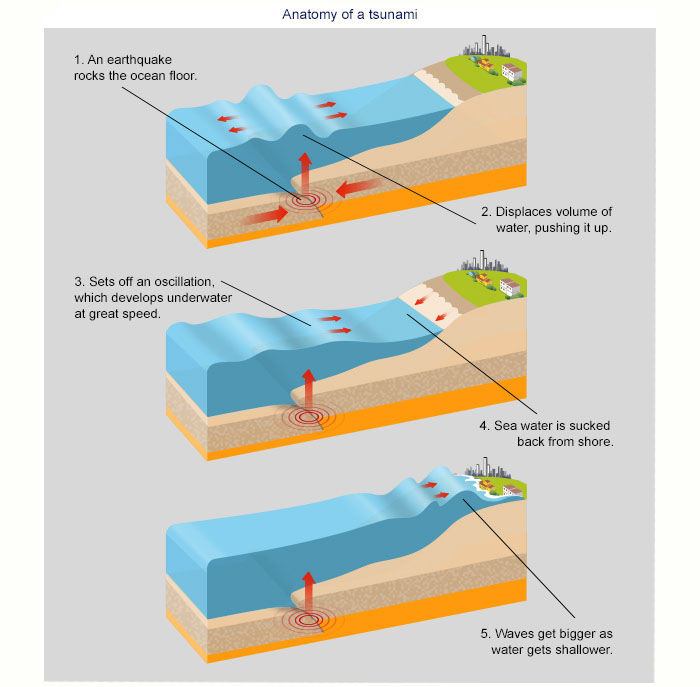 Anatomy of a tsunami
1. An earthquake
rocks the ocean floor.
2. Displaces volume of
water, pushing it up.
3. Sets off an oscillation,
which develops underwater
at great speed.
4. Sea water is sucked
back from shore.
5. Waves get bigger as
water gets shallower.